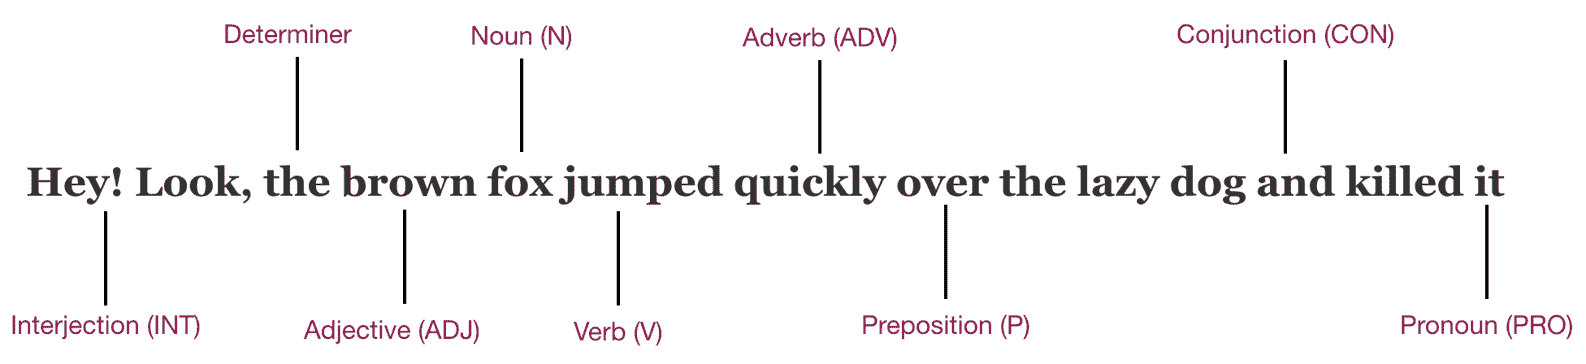 Determiner Noun (N) Adverb (ADV) Conjunction (CON)
Hey! Look, the brown fox jumped quickly over the lazy dog and killed it
Interjection (INT) Adjective (ADJ) Verb (V) Preposition (P) Pronoun (PRO)